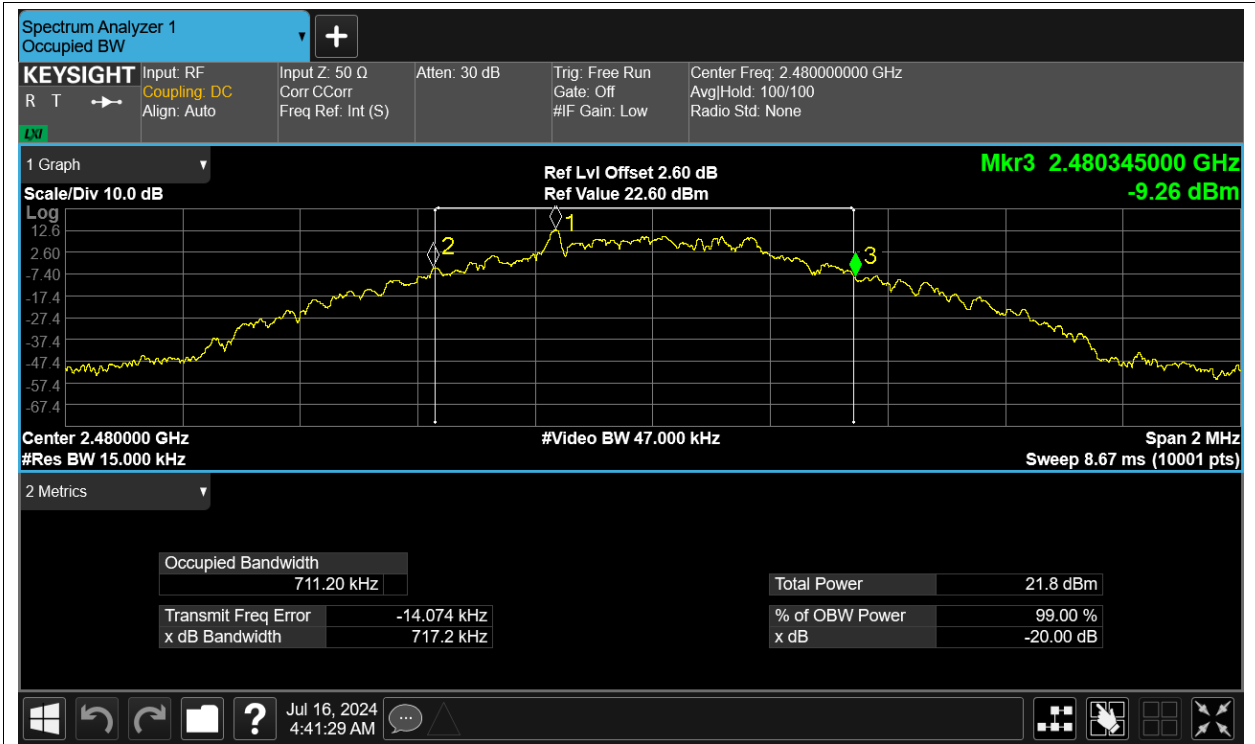 Spectrum Analyzer 1
Occupied BW
KEYSIGHT
R T
LXI
Input: RF
Coupling: DC
Align: Auto
Input Z: 50 Ω
Corr CCorr
Freq Ref: Int (S)
Atten: 30 dB
Trig: Free Run
Gate: Off
#IF Gain: Low
Center Freq: 2.480000000 GHz
Avg|Hold: 100/100
Radio Std: None
1 Graph
Scale/Div 10.0 dB
Ref Lvl Offset 2.60 dB
Ref Value 22.60 dBm
Mkr3 2.480345000 GHz
-9.26 dBm
Log
12.6
2.60
-7.40
-17.4
-27.4
-37.4
-47.4
-57.4
-67.4
1
2
3
Center 2.480000 GHz
#Video BW 47.000 kHz
Span 2 MHz
#Res BW 15.000 kHz
Sweep 8.67 ms (10001 pts)
2 Metrics
Occupied Bandwidth
711.20 kHz
Total Power 21.8 dBm
Transmit Freq Error -14.074 kHz
% of OBW Power 99.00 %
x dB Bandwidth 717.2 kHz
x dB -20.00 dB
?
Jul 16, 2024
4:41:29 AM